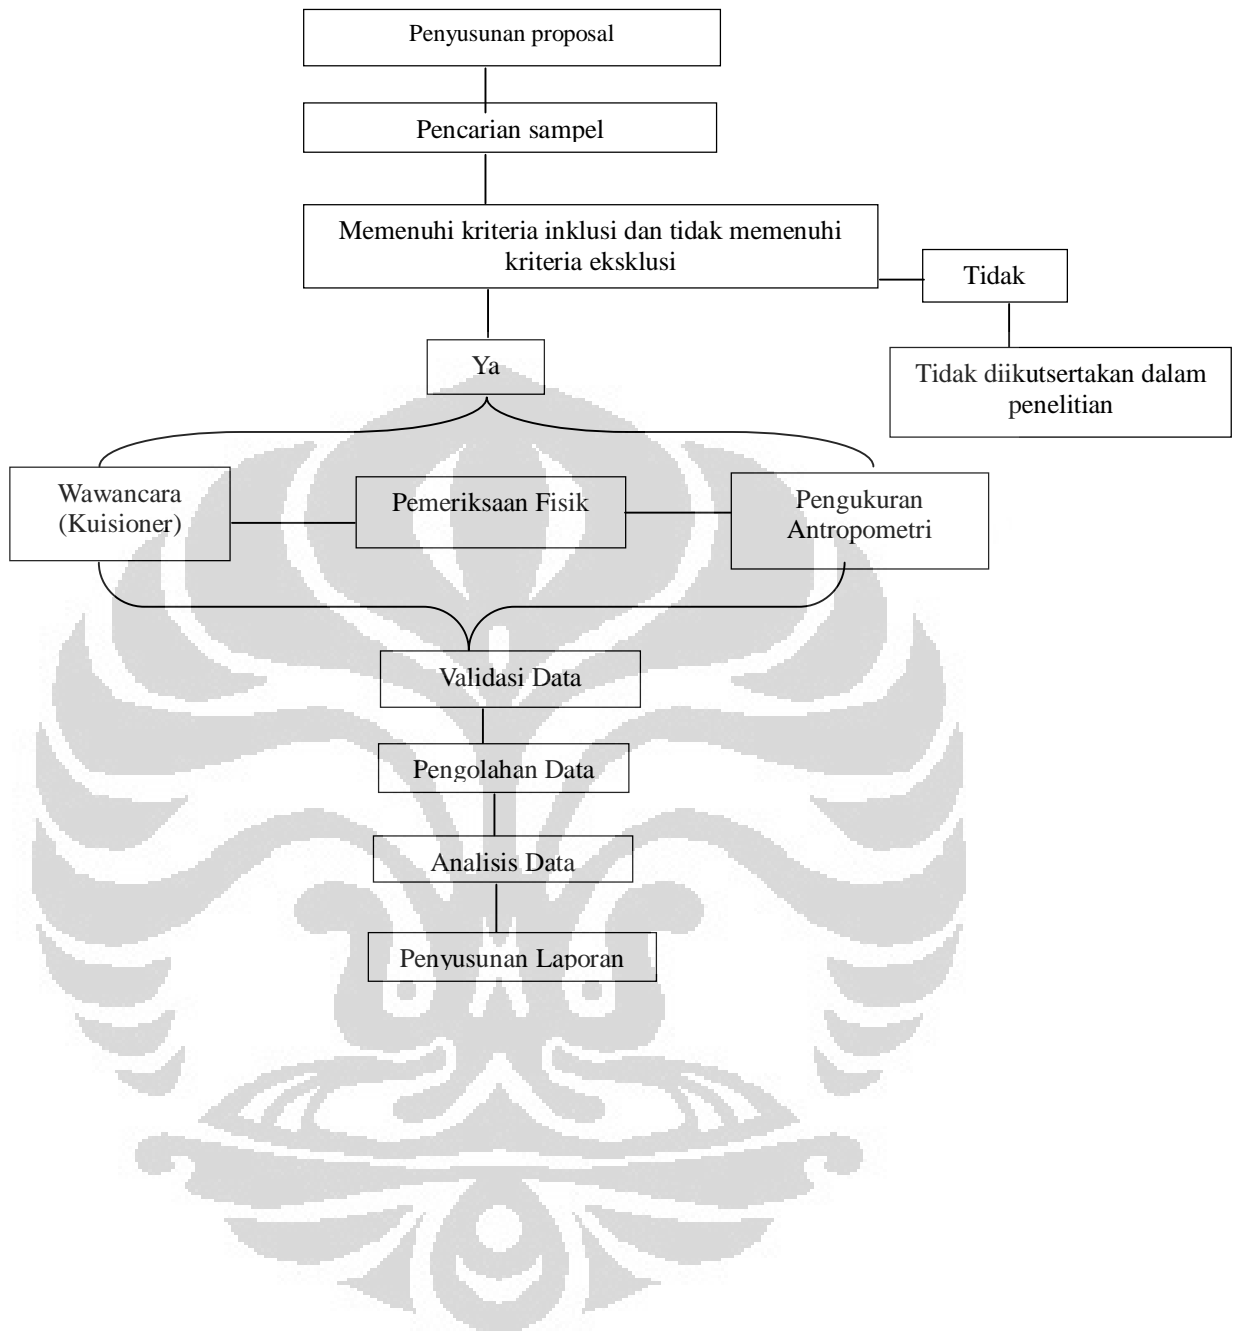 Penyusunan proposal
Pencarian sampel
Memenuhi kriteria inklusi dan tidak memenuhi
kriteria eksklusi
Tidak
Ya
Tidak diikutsertakan dalam
penelitian
Wawancara
(Kuisioner)
Pemeriksaan Fisik
Pengukuran
Antropometri
Validasi Data
Pengolahan Data
Analisis Data
Penyusunan Laporan